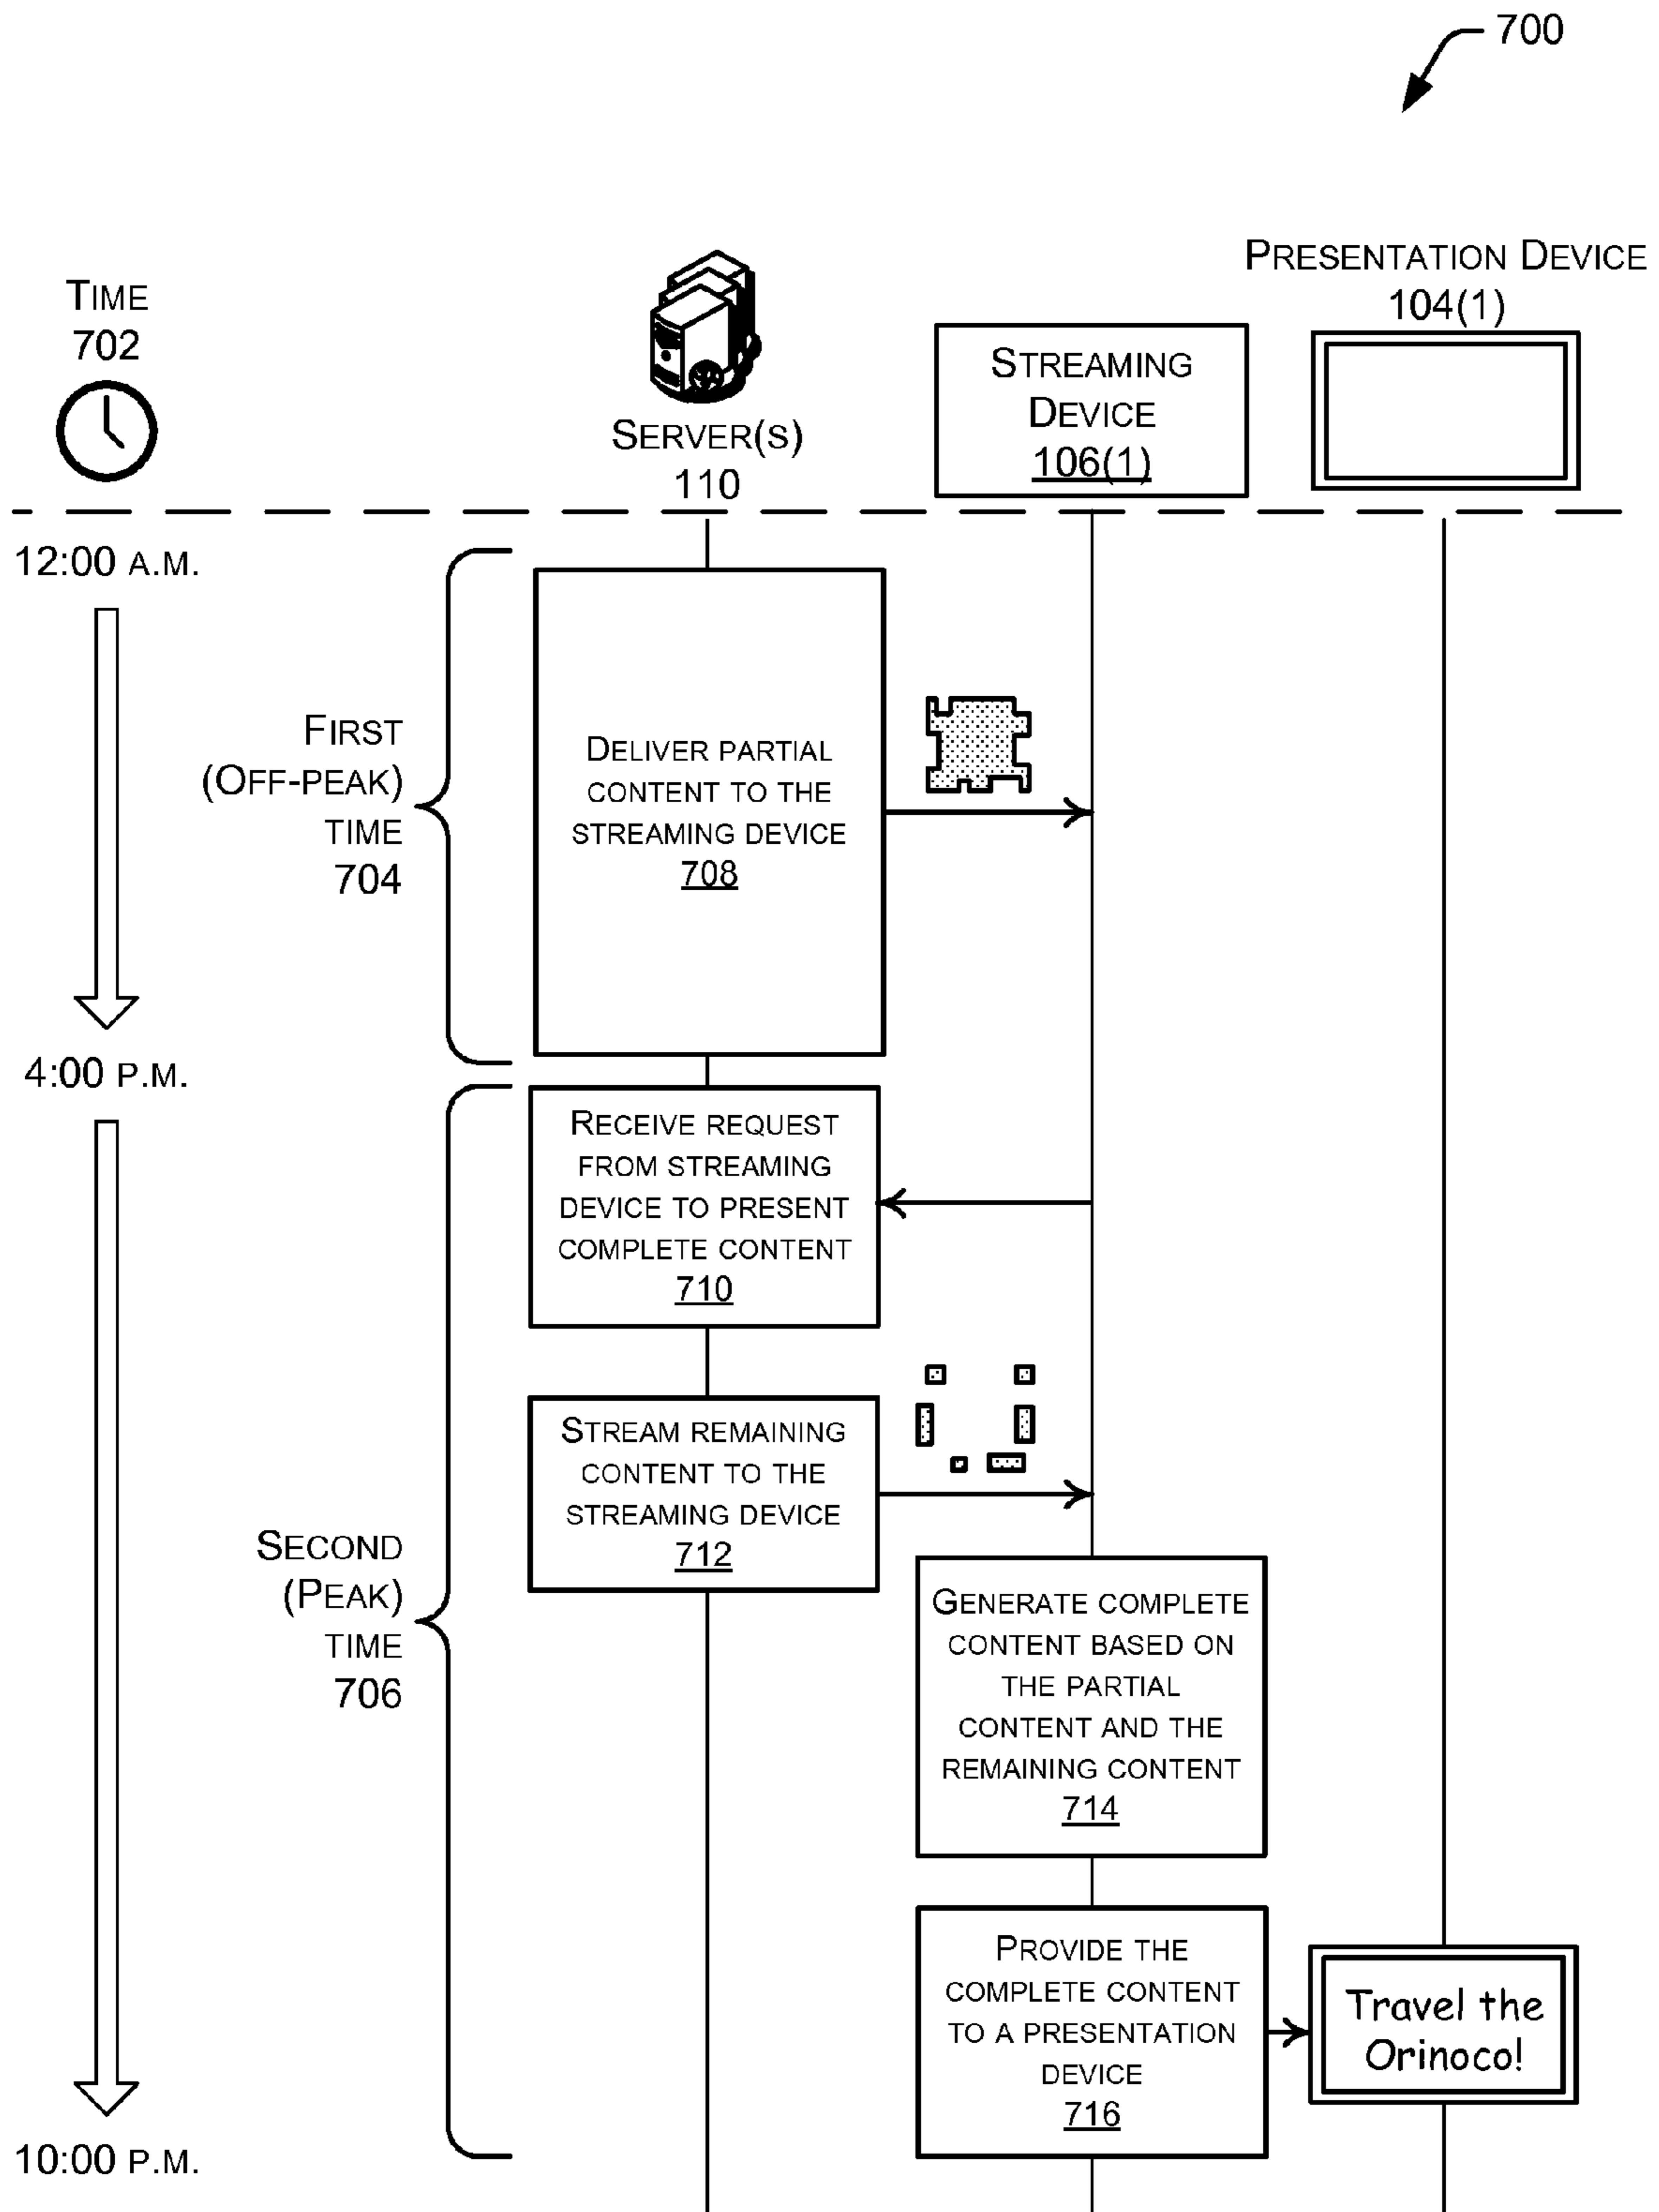 700
TIME
702
SERVER(S)
110
STREAMING
DEVICE
106(1)
PRESENTATION DEVICE
104(1)
12:00 A.M.
FIRST
(OFF-PEAK)
TIME
704
DELIVER PARTIAL
CONTENT TO THE
STREAMING DEVICE
708
4:00 P.M.
RECEIVE REQUEST
FROM STREAMING
DEVICE TO PRESENT
COMPLETE CONTENT
710
STREAM REMAINING
CONTENT TO THE
STREAMING DEVICE
712
SECOND
(PEAK)
TIME
706
GENERATE COMPLETE
CONTENT BASED ON
THE PARTIAL
CONTENT AND THE
REMAINING CONTENT
714
PROVIDE THE
COMPLETE CONTENT
TO A PRESENTATION
DEVICE
716
Travel the
Orinoco!
10:00 P.M.